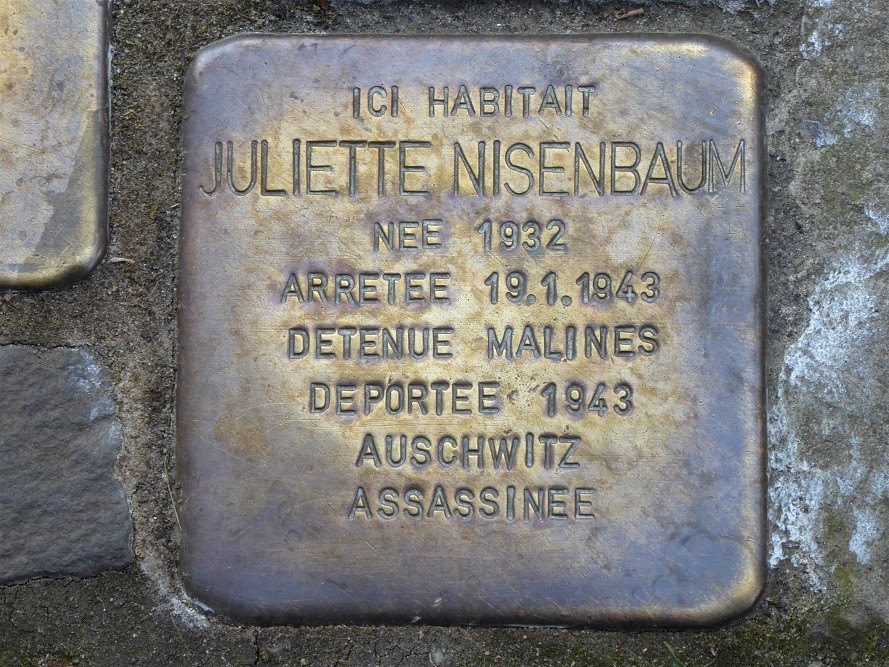 ICI HABITAIT
JULIETTE NISENBAUM
NEE 1932
ARRETEE 19.1.1943
DETENUE MALINES
DEPORTEE 1943
AUSCHWITZ
ASSASSINEE